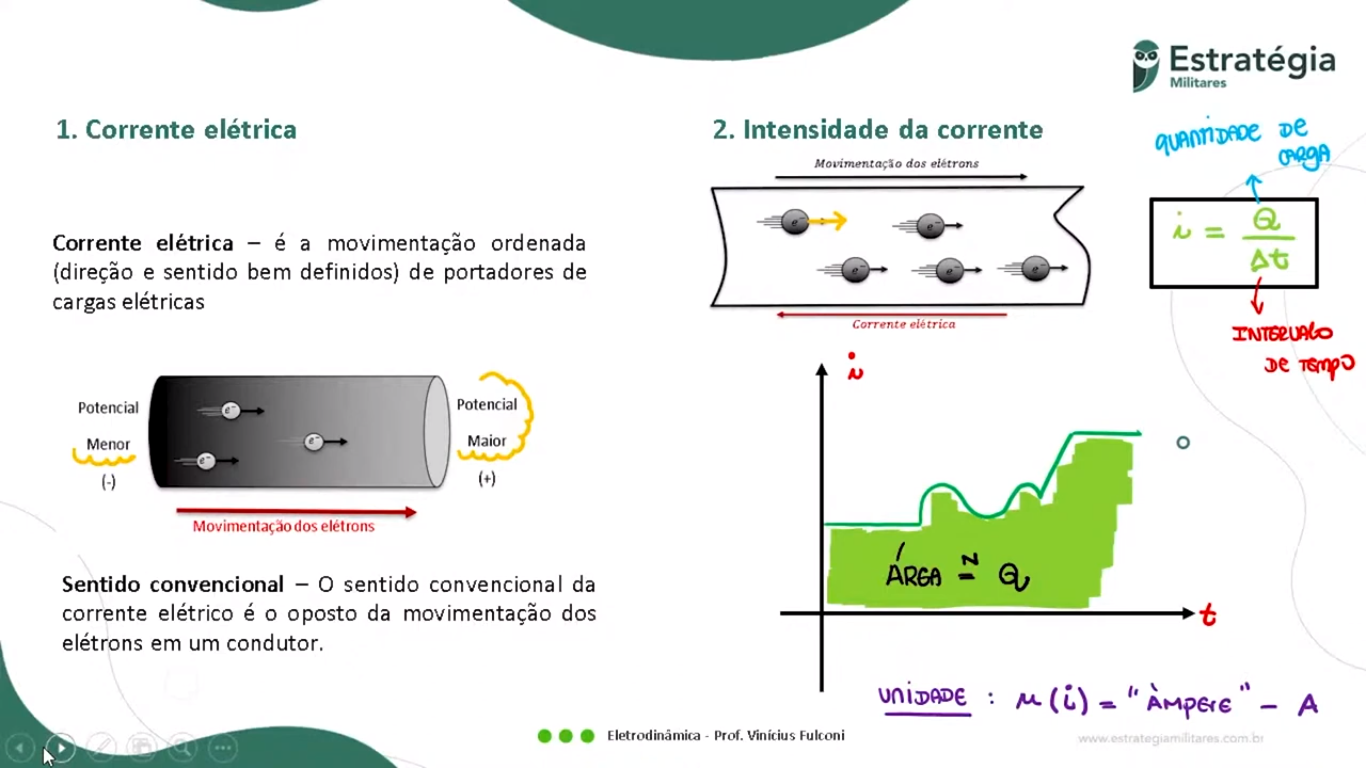 Estratégia
Militares
1. Corrente elétrica
Corrente elétrica – é a movimentação ordenada
(direção e sentido bem definidos) de portadores de
cargas elétricas
Potencial
Menor
(-)
e⁻
e⁻
e⁻
Potencial
Maior
(+)
Movimentação dos elétrons
Sentido convencional – O sentido convencional da
corrente elétrico é o oposto da movimentação dos
elétrons em um condutor.
2. Intensidade da corrente
Movimentação dos elétrons
e⁻ e⁻
e⁻ e⁻ e⁻
Corrente elétrica
QUANTIDADE DE
CARGA
i = Q/Δt
INTERVALO
DE TEMPO
i
ÁREA N= Q
t
UNIDADE : u(i) = "ÀMPERE" – A
Eletrodinâmica - Prof. Vinícius Fulconi
www.estrategiamilitares.com.br